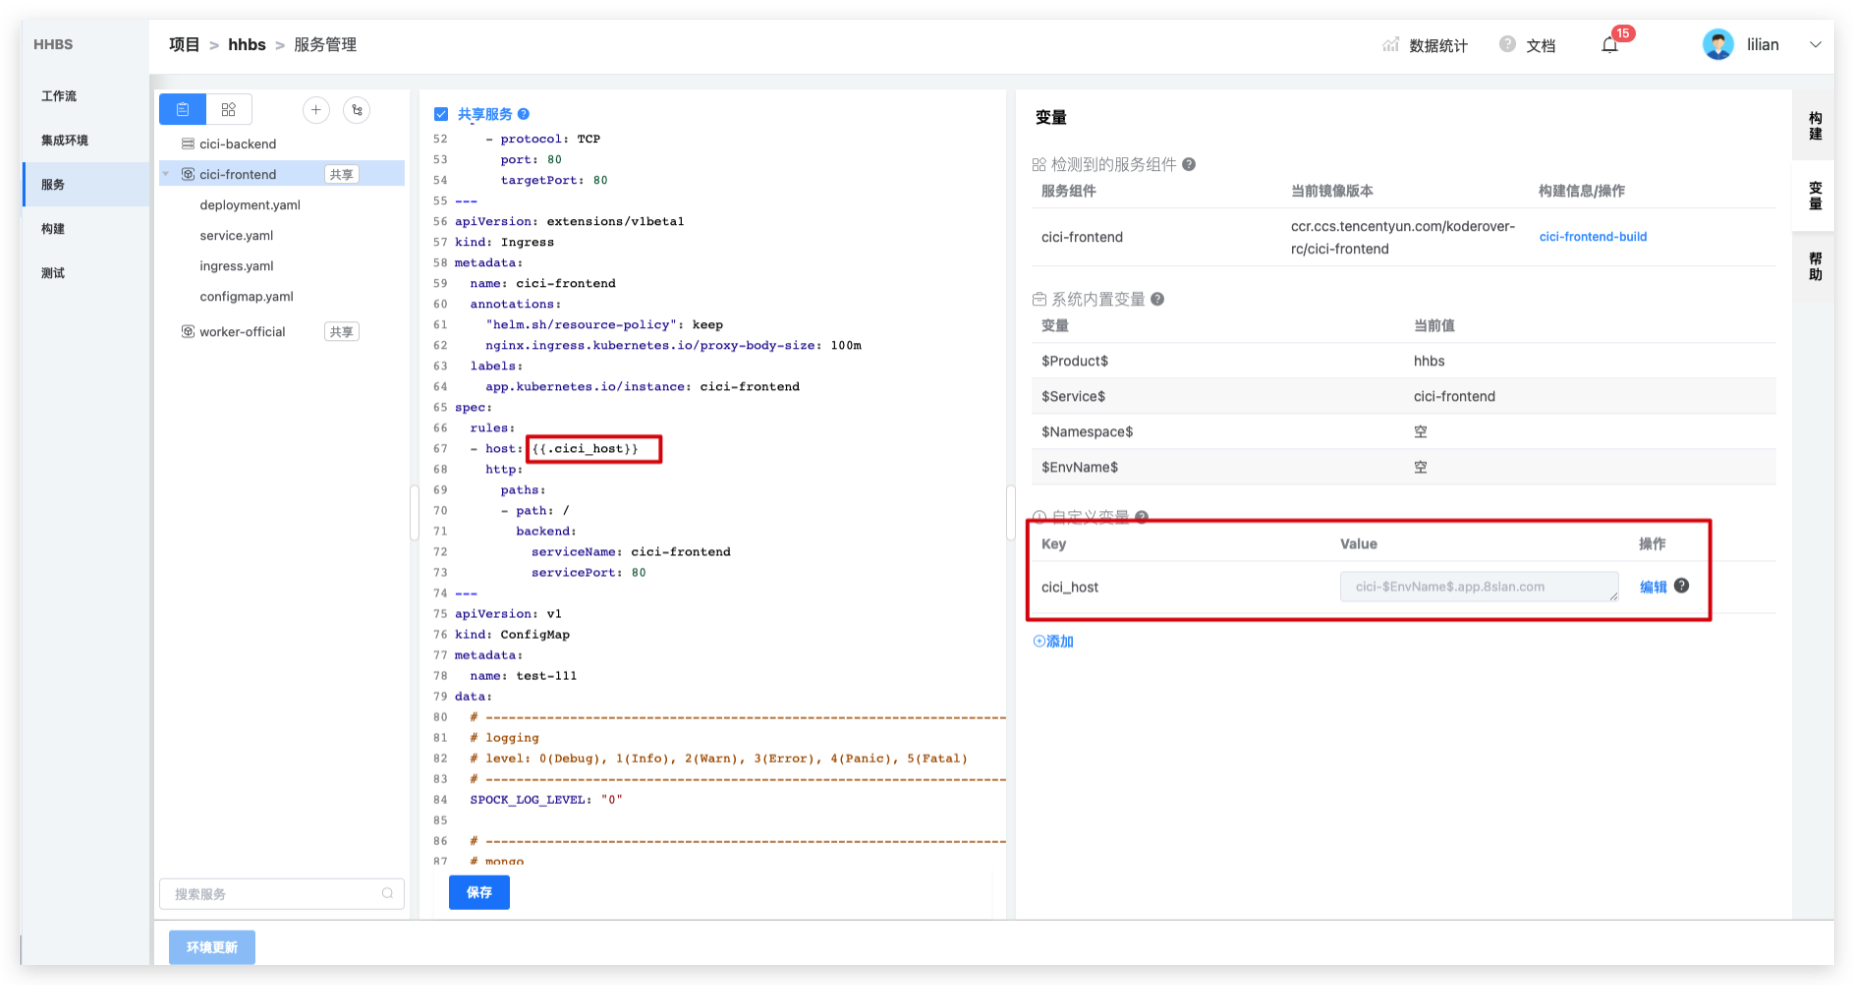 HHBS
项目 > hhbs > 服务管理
数据统计
文档
15
lilian
工作流
集成环境
服务
构建
测试
cici-backend
cici-frontend 共享
deployment.yaml
service.yaml
ingress.yaml
configmap.yaml
worker-official 共享
搜索服务
共享服务
52 - protocol: TCP
53 port: 80
54 targetPort: 80
55 ---
56 apiVersion: extensions/v1beta1
57 kind: Ingress
58 metadata:
59 name: cici-frontend
60 annotations:
61 "helm.sh/resource-policy": keep
62 nginx.ingress.kubernetes.io/proxy-body-size: 100m
63 labels:
64 app.kubernetes.io/instance: cici-frontend
65 spec:
66 rules:
67 - host: {{.cici_host}}
68 http:
69 paths:
70 - path: /
71 backend:
72 serviceName: cici-frontend
73 servicePort: 80
74 ---
75 apiVersion: v1
76 kind: ConfigMap
77 metadata:
78 name: test-111
79 data:
80 # --------------------------------------------------------------------
81 # logging
82 # level: 0(Debug), 1(Info), 2(Warn), 3(Error), 4(Panic), 5(Fatal)
83 # --------------------------------------------------------------------
84 SPOCK_LOG_LEVEL: "0"
85
86 # --------------------------------------------------------------------
87 # mongo
保存
变量
检测到的服务组件
服务组件 当前镜像版本 构建信息/操作
cici-frontend ccr.ccs.tencentyun.com/koderover-rc/cici-frontend cici-frontend-build
系统内置变量
变量 当前值
$Product$ hhbs
$Service$ cici-frontend
$Namespace$ 空
$EnvName$ 空
自定义变量
Key Value 操作
cici_host cici-$EnvName$.app.8slan.com 编辑
添加
构建
变量
帮助
环境更新